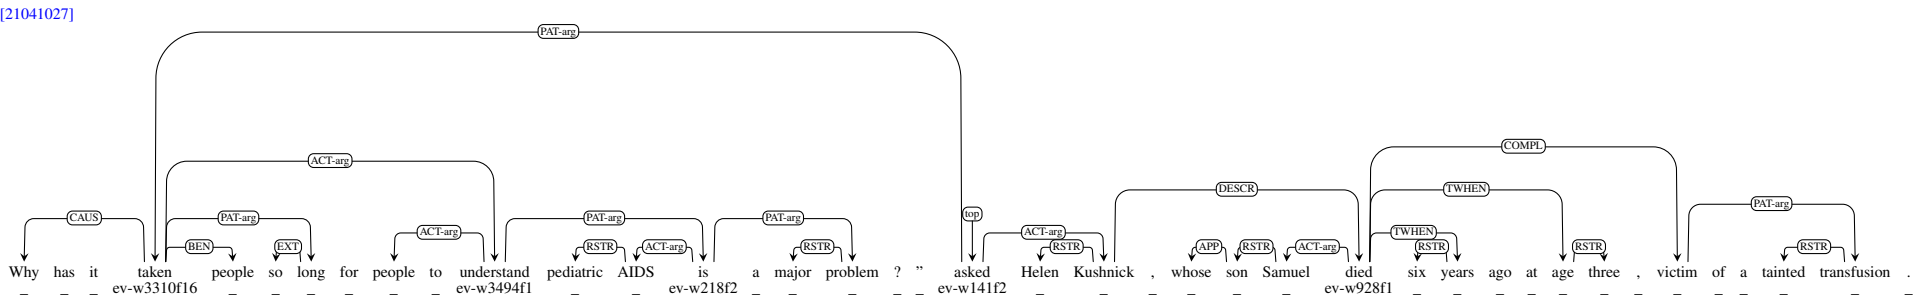 [21041027]
PAT-arg
ACT-arg COMPL
DESCR TWHEN
CAUS PAT-arg PAT-arg PAT-arg top PAT-arg
ACT-arg ACT-arg TWHEN
BEN EXT RSTR ACT-arg RSTR RSTR APP RSTR ACT-arg RSTR RSTR RSTR
Why has it taken people so long for people to understand pediatric AIDS is a major problem ? ” asked Helen Kushnick , whose son Samuel died six years ago at age three , victim of a tainted transfusion .
_ _ _ ev-w3310f16 _ _ _ _ _ _ ev-w3494f1 _ _ ev-w218f2 _ _ _ _ _ ev-w141f2 _ _ _ _ _ _ ev-w928f1 _ _ _ _ _ _ _ _ _ _ _ _ _